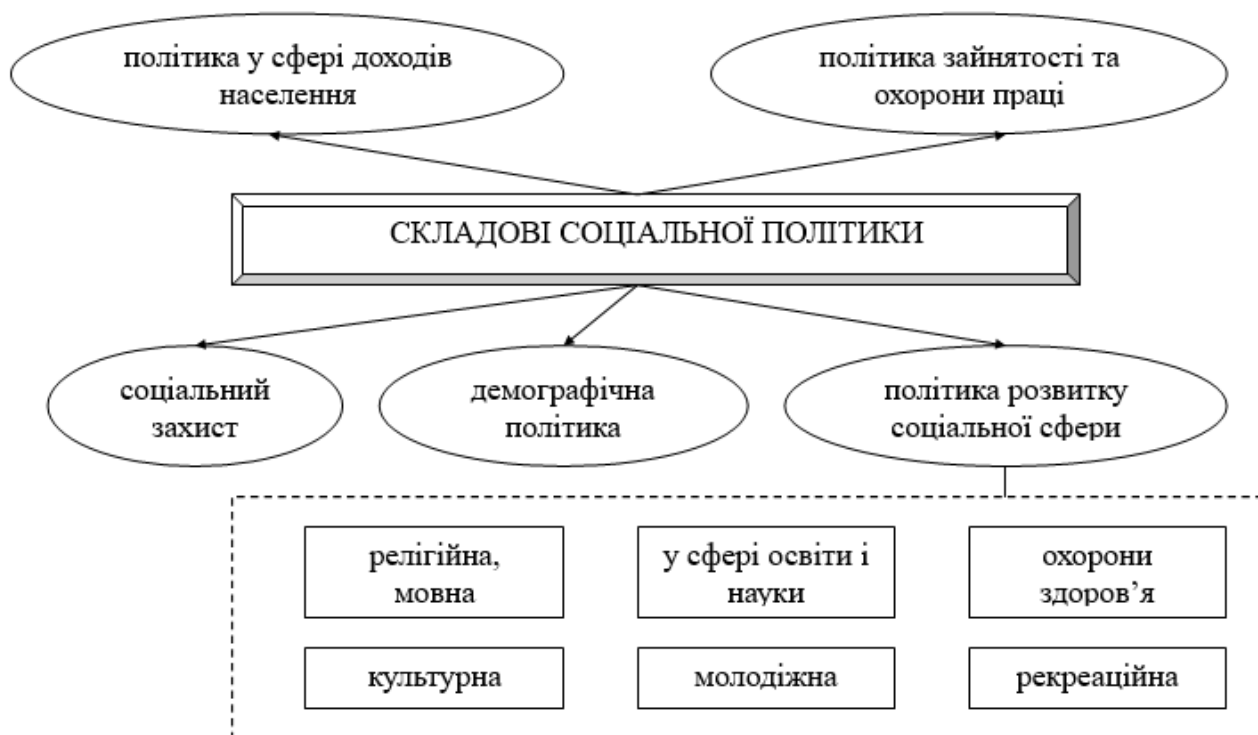 політика у сфері доходів
населення
політика зайнятості та
охорони праці
СКЛАДОВІ СОЦІАЛЬНОЇ ПОЛІТИКИ
соціальний
захист
демографічна
політика
політика розвитку
соціальної сфери
релігійна,
мовна
у сфері освіти і
науки
охорони
здоров’я
культурна
молодіжна
рекреаційна